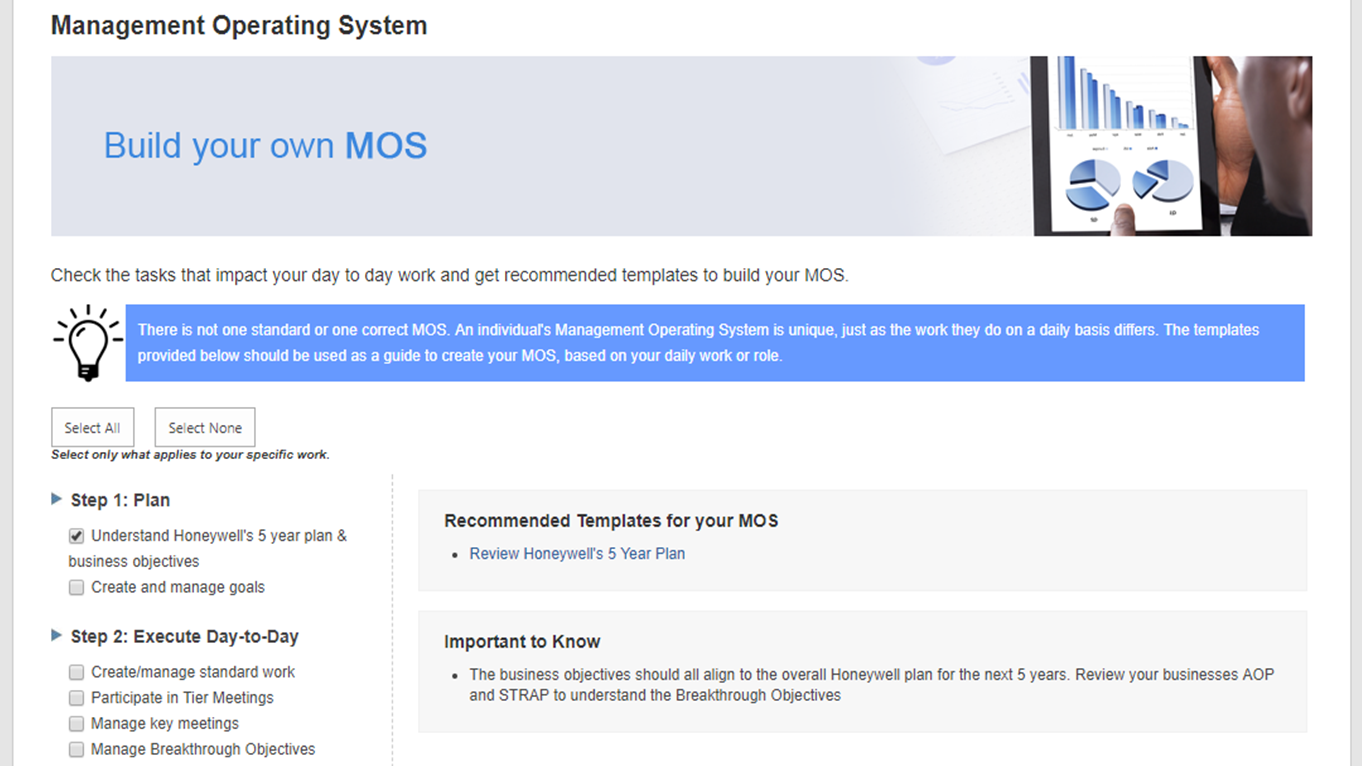 Management Operating System
Build your own MOS
Check the tasks that impact your day to day work and get recommended templates to build your MOS.
There is not one standard or one correct MOS. An individual's Management Operating System is unique, just as the work they do on a daily basis differs. The templates
provided below should be used as a guide to create your MOS, based on your daily work or role.
Select All
Select None
Select only what applies to your specific work.
Step 1: Plan
Understand Honeywell's 5 year plan &
business objectives
Create and manage goals
Step 2: Execute Day-to-Day
Create/manage standard work
Participate in Tier Meetings
Manage key meetings
Manage Breakthrough Objectives
Recommended Templates for your MOS
Review Honeywell's 5 Year Plan
Important to Know
The business objectives should all align to the overall Honeywell plan for the next 5 years. Review your businesses AOP
and STRAP to understand the Breakthrough Objectives